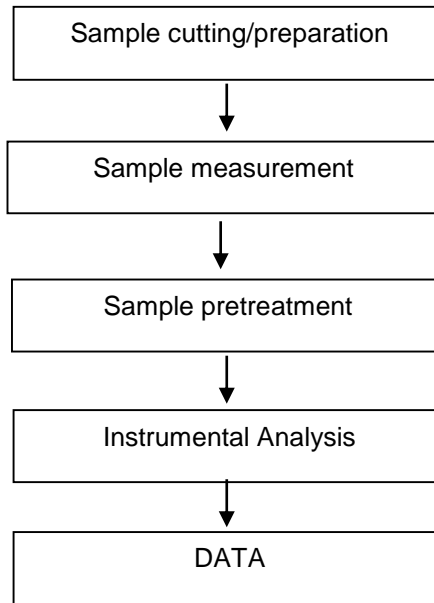 Sample cutting/preparation
Sample measurement
Sample pretreatment
Instrumental Analysis
DATA